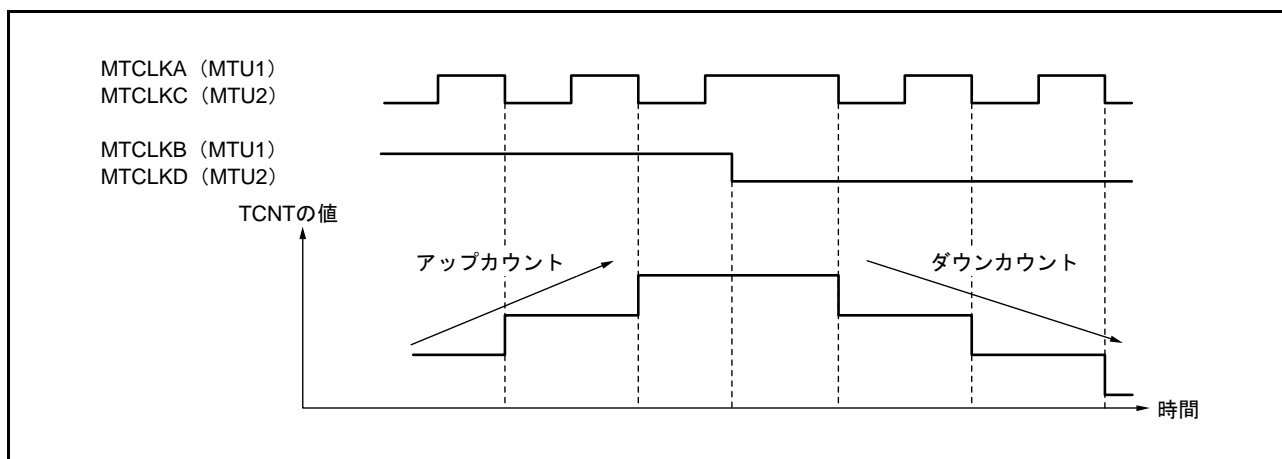 MTCLKA（MTU1）
MTCLKC（MTU2）
MTCLKB（MTU1）
MTCLKD（MTU2）
TCNTの値
アップカウント
ダウンカウント
時間